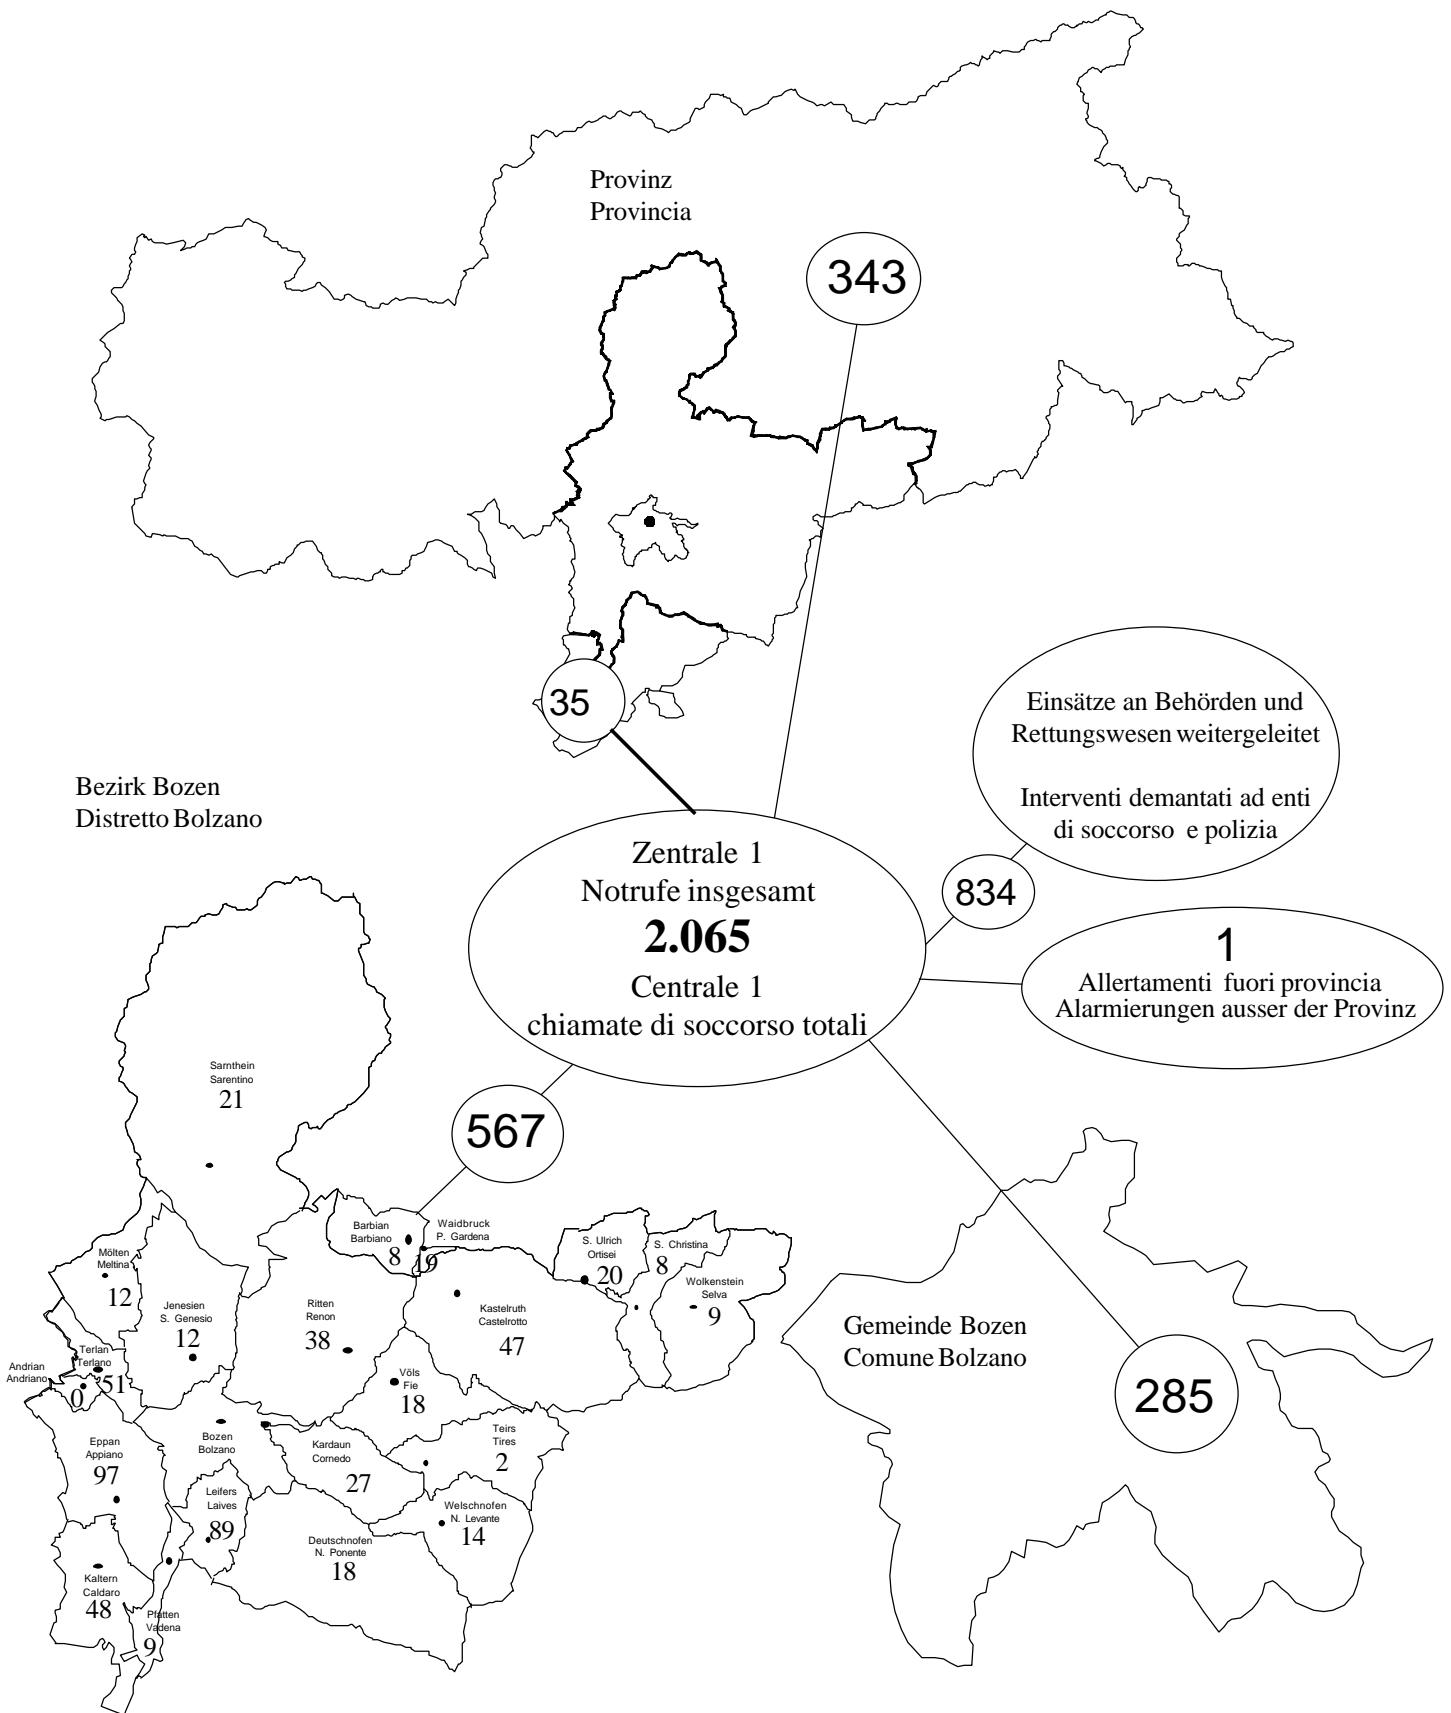 Provinz
Provincia
343
35
Einsätze an Behörden und
Rettungswesen weitergeleitet
Interventi demantati ad enti
di soccorso e polizia
834
Bezirk Bozen
Distretto Bolzano
Zentrale 1
Notrufe insgesamt
2.065
Centrale 1
chiamate di soccorso totali
1
Allertamenti fuori provincia
Alarmierungen ausser der Provinz
567
Sarnthein
Sarentino
21
Barbian
Barbiano
8
Waidbruck
P. Gardena
19
S. Ulrich
Ortisei
20
S. Christina
8
Wolkenstein
Selva
9
Mölten
Meltina
12
Jenesien
S. Genesio
12
Ritten
Renon
38
Kastelruth
Castelrotto
47
Terlan
Terlano
51
Andrian
Andriano
0
Völs
Fie
18
Eppan
Appiano
97
Bozen
Bolzano
Kardaun
Cornedo
27
Teirs
Tires
2
Leifers
Laives
89
Welschnofen
N. Levante
14
Deutschnofen
N. Ponente
18
Kaltern
Caldaro
48
Pfatten
Vadena
9
Gemeinde Bozen
Comune Bolzano
285